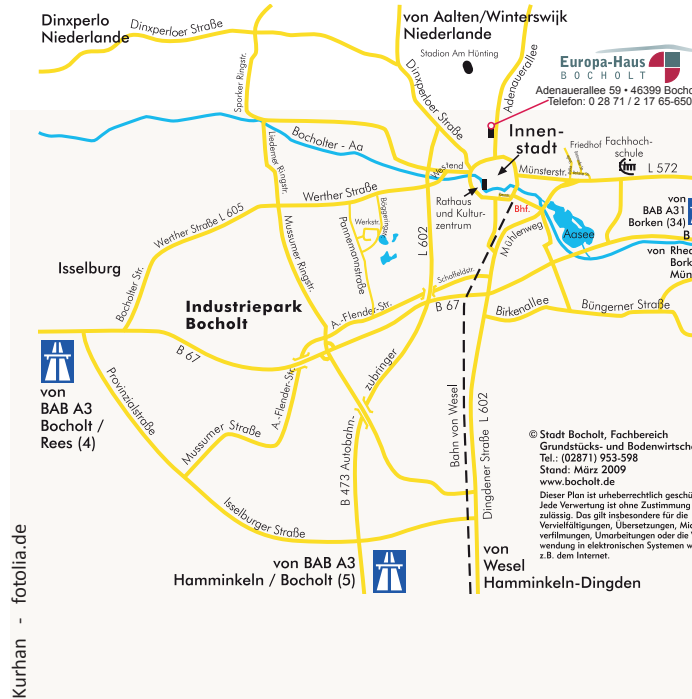 Dinxperlo
Niederlande
Dinxperloer Straße
von Aalten/Winterswijk
Niederlande
Stadion Am Hünting
Adenauerallee
Europa-Haus
BOCHOLT
Adenauerallee 59 • 46399 Bocho
Telefon: 0 28 71 / 2 17 65-650
Sporker Ringstr.
Dinxperloer Straße
Bocholter - Aa
Liederner Ringstr.
Innen-
stadt
Friedhof
Fachhoch-
schule
fhm
Westend
Münsterstr.
L 572
Werther Straße
Rathaus
und Kultur-
zentrum
Bhf.
von
BAB A31
Borken (34)
Werther Straße L 605
Pannemannstraße
Werkstr.
L 602
Mühlenweg
Aasee
B
von Rhed
Bork
Mün
Mussumer Ringstr.
Isselburg
Bocholter Str.
Schaffeldstr.
Industriepark
Bocholt
A.-Flender-Str.
B 67
Birkenallee
Büngerner Straße
B 67
von
BAB A3
Bocholt /
Rees (4)
Provinzialstraße
A.-Flender-Str.
zubringer
Mussumer Straße
B 473 Autobahn-
Bahn von Wesel
Dingdener Straße L 602
Isselburger Straße
© Stadt Bocholt, Fachbereich
Grundstücks- und Bodenwirtsche
Tel.: (02871) 953-598
Stand: März 2009
www.bocholt.de
Dieser Plan ist urheberrechtlich geschü
Jede Verwertung ist ohne Zustimmung
zulässig. Das gilt insbesondere für die
Vervielfältigungen, Übersetzungen, Mic
verfilmungen, Umarbeitungen oder die V
wendung in elektronischen Systemen w
z.B. dem Internet.
von BAB A3
Hamminkeln / Bocholt (5)
von
Wesel
Hamminkeln-Dingden
Kurhan - fotolia.de